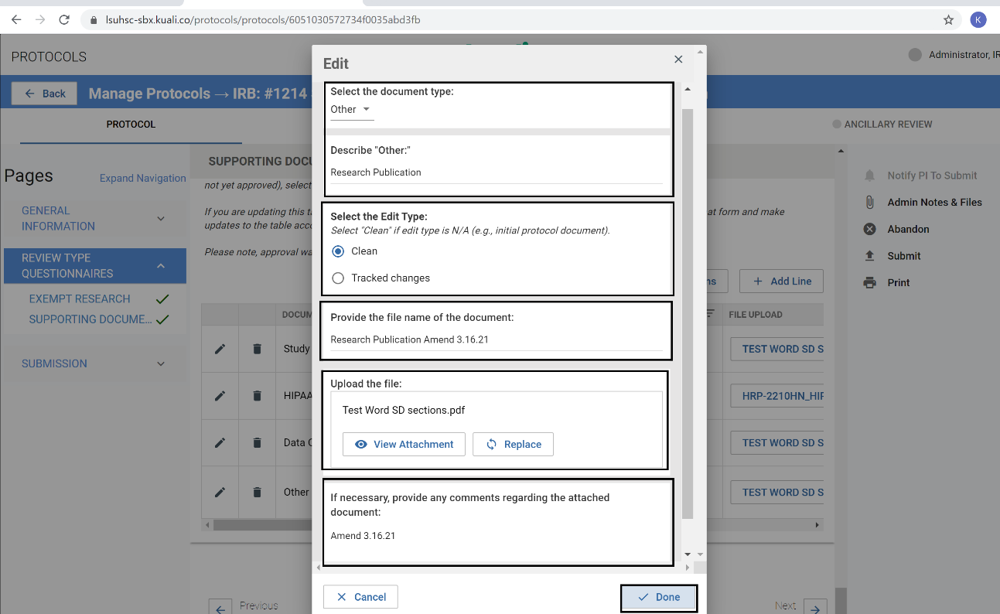 lsuhsc-sbx.kuali.co/protocols/protocols/6051030572734f0035abd3fb
K
PROTOCOLS
Administrator, IR
Back
Manage Protocols → IRB: #1214
PROTOCOL
ANCILLARY REVIEW
Pages
Expand Navigation
GENERAL
INFORMATION
REVIEW TYPE
QUESTIONNAIRES
EXEMPT RESEARCH
SUPPORTING DOCUME...
SUBMISSION
SUPPORTING DOCU
not yet approved), select
If you are updating this t
at form and make
updates to the table acco
Please note, approval wa
ns
+ Add Line
DOCUM
FILE UPLOAD
Study
TEST WORD SD S
HIPAA
HRP-2210HN_HIF
Data C
TEST WORD SD S
Other
TEST WORD SD S
Previous
Next
Edit
Select the document type:
Other
Describe "Other:"
Research Publication
Select the Edit Type:
Select "Clean" if edit type is N/A (e.g., initial protocol document).
Clean
Tracked changes
Provide the file name of the document:
Research Publication Amend 3.16.21
Upload the file:
Test Word SD sections.pdf
View Attachment
Replace
If necessary, provide any comments regarding the attached
document:
Amend 3.16.21
Cancel
Done
Notify PI To Submit
Admin Notes & Files
Abandon
Submit
Print